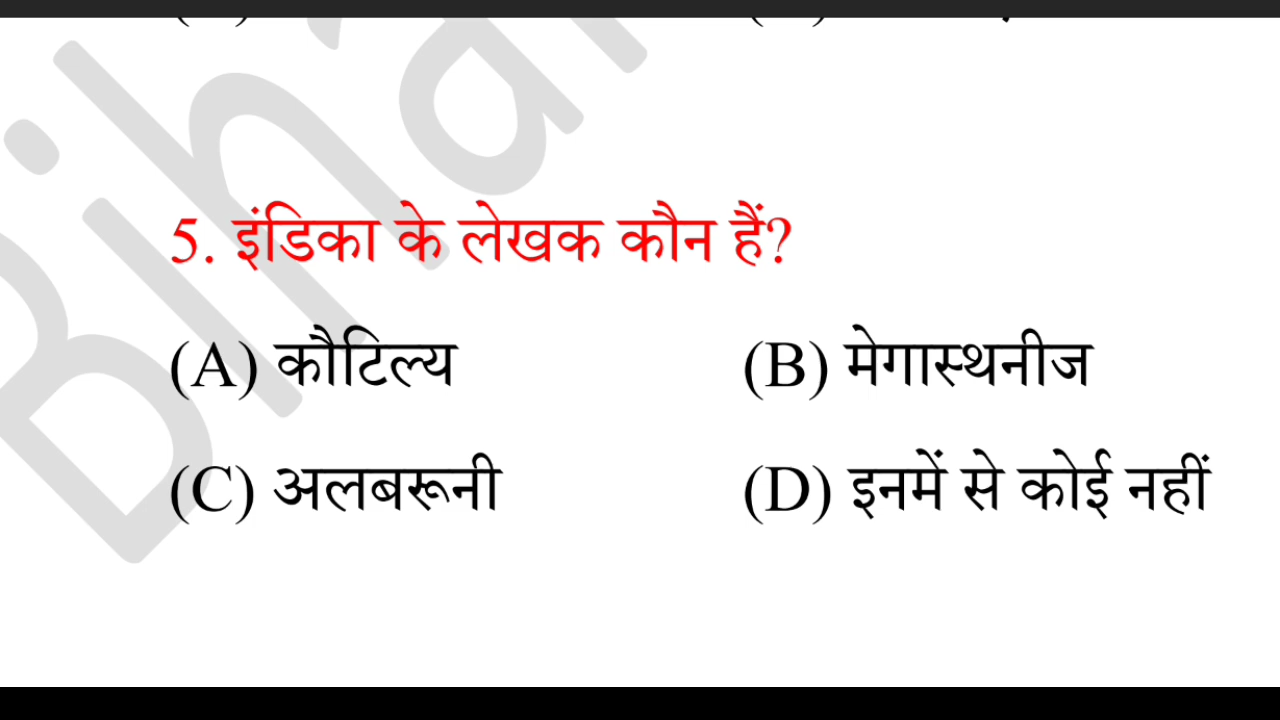 5. इंडिका के लेखक कौन हैं?
(A) कौटिल्य (B) मेगास्थनीज
(C) अलबरूनी (D) इनमें से कोई नहीं